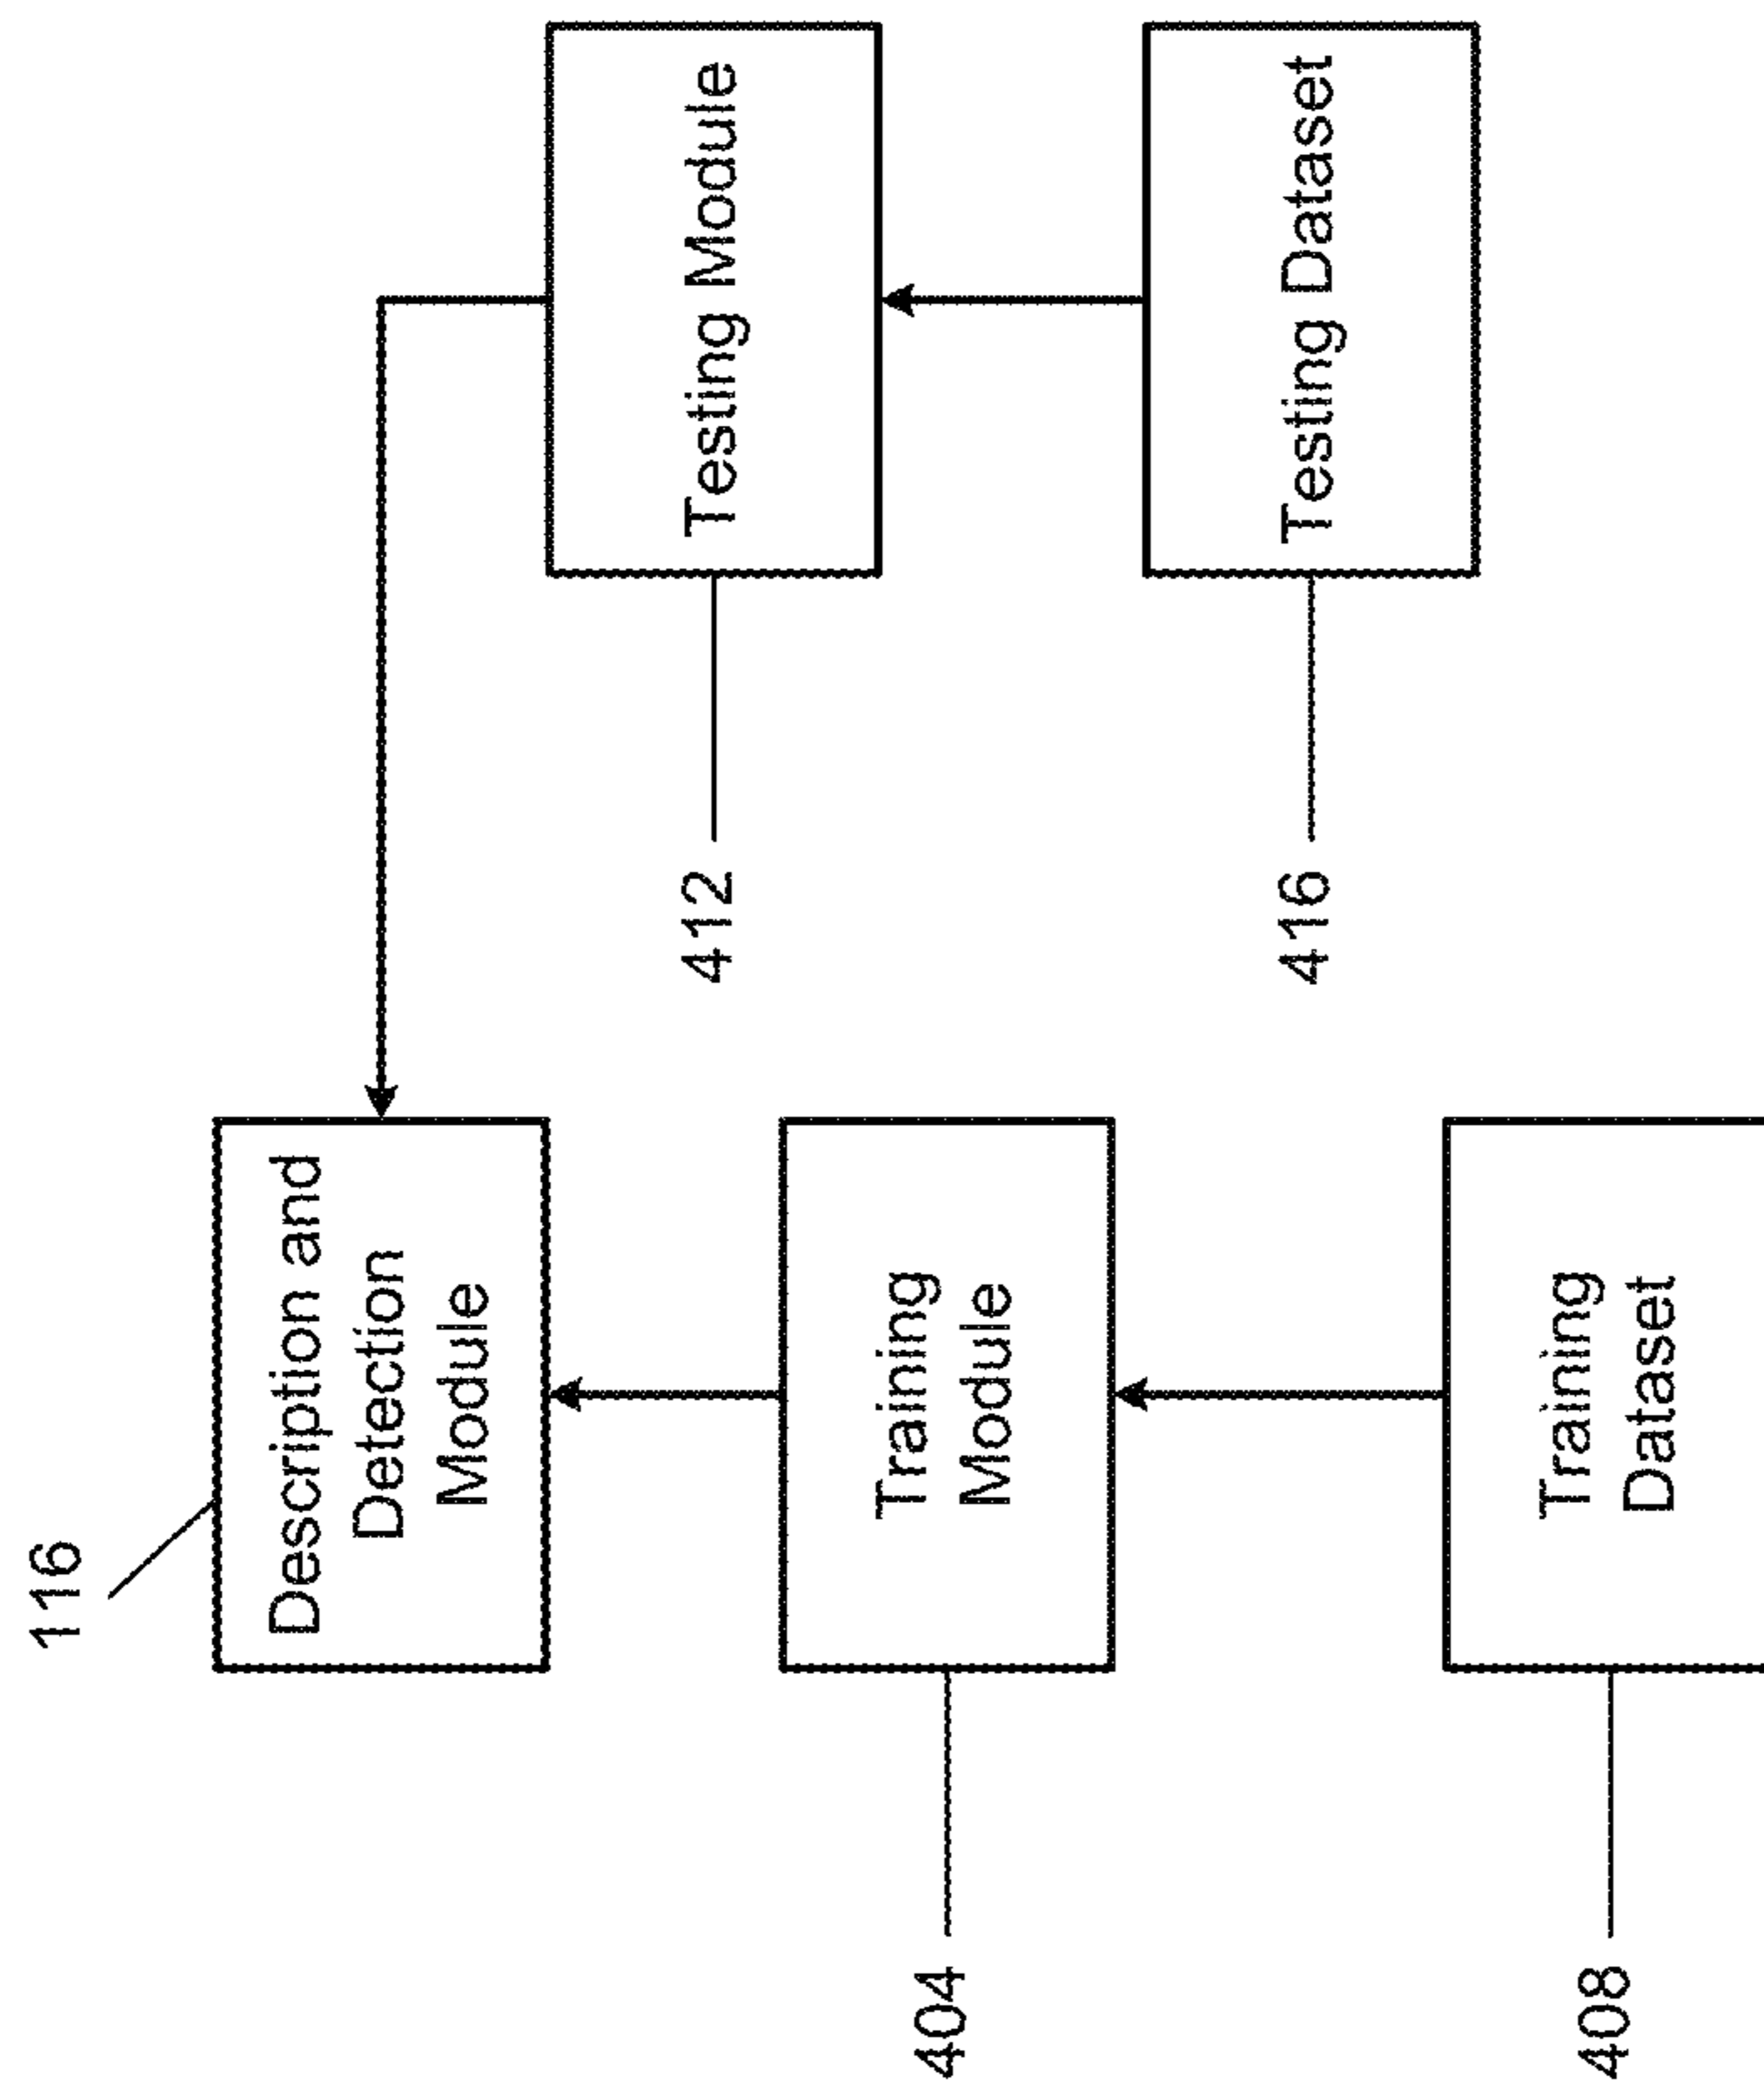 116
Description and
Detection
Module
404
Training
Module
408
Training
Dataset
412
Testing Module
416
Testing Dataset